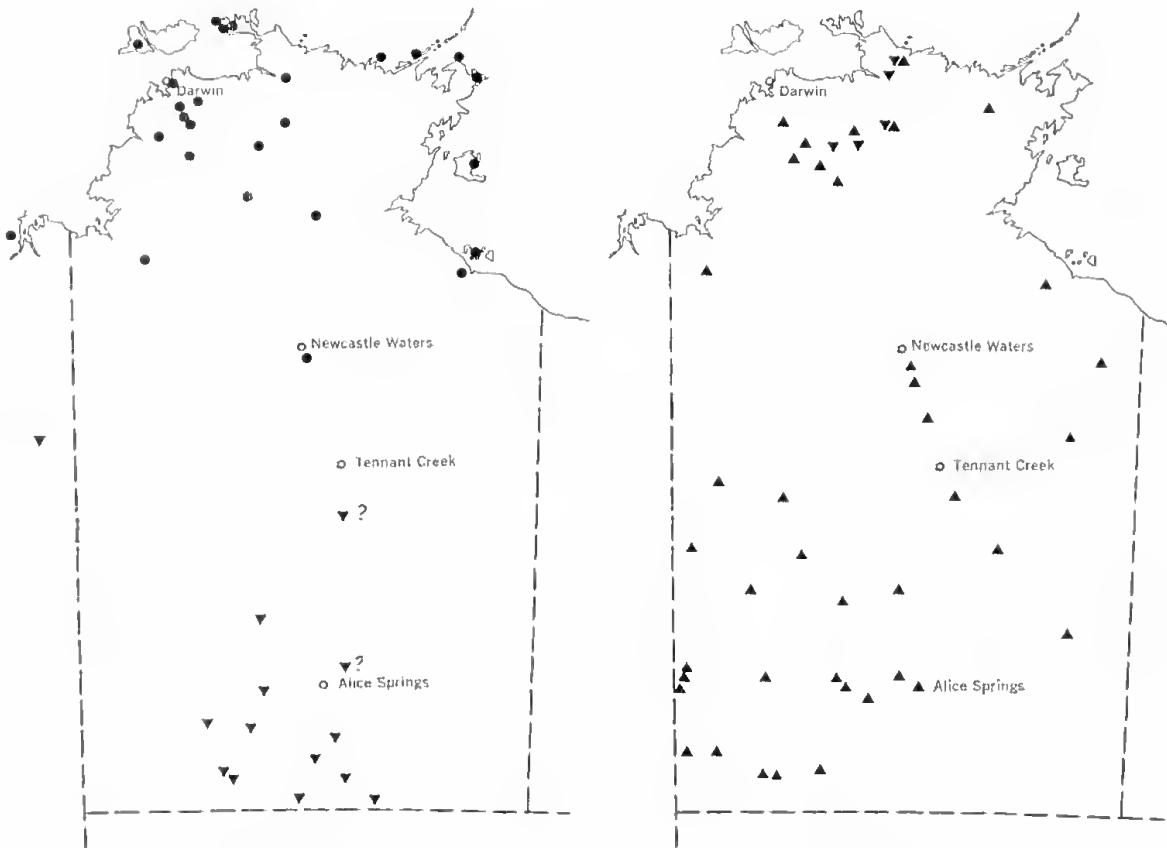 Darwin
Newcastle Waters
Tennant Creek
?
?
Alice Springs
Darwin
Newcastle Waters
Tennant Creek
Alice Springs